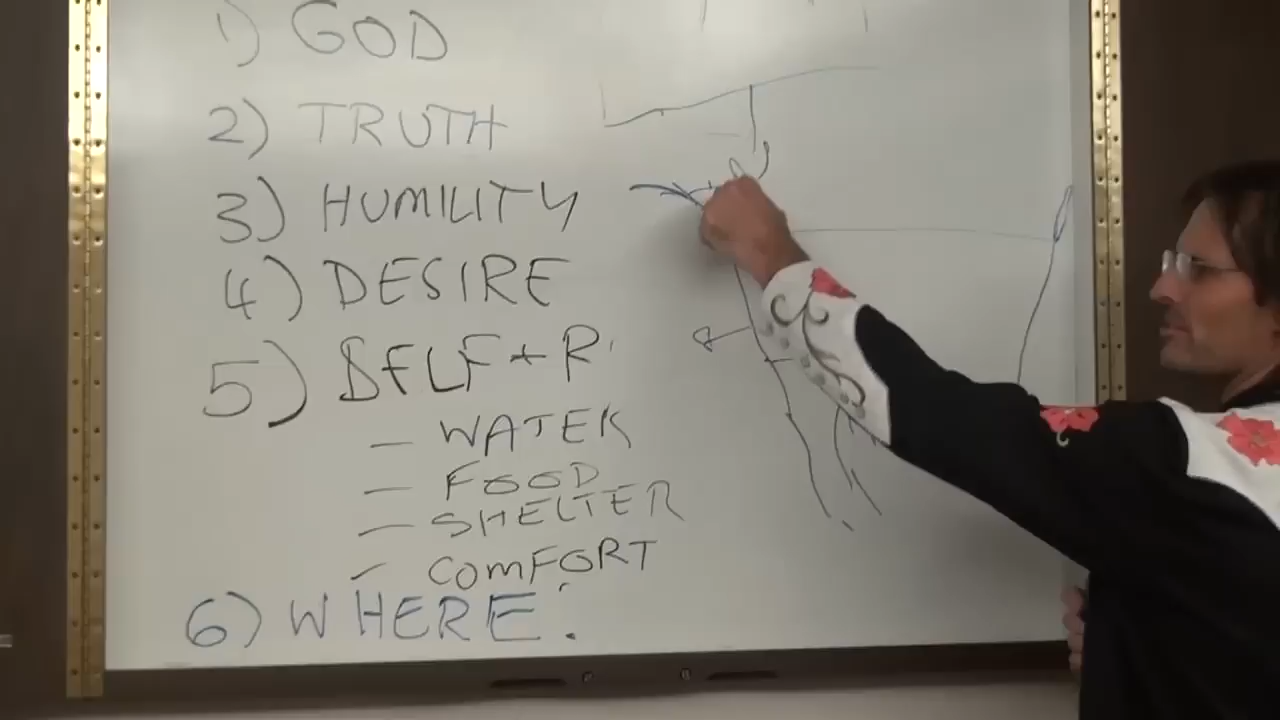 1) GOD
2) TRUTH
3) HUMILITY
4) DESIRE
5) SELF + R
— WATER
— FOOD
— SHELTER
— COMFORT
6) WHERE?